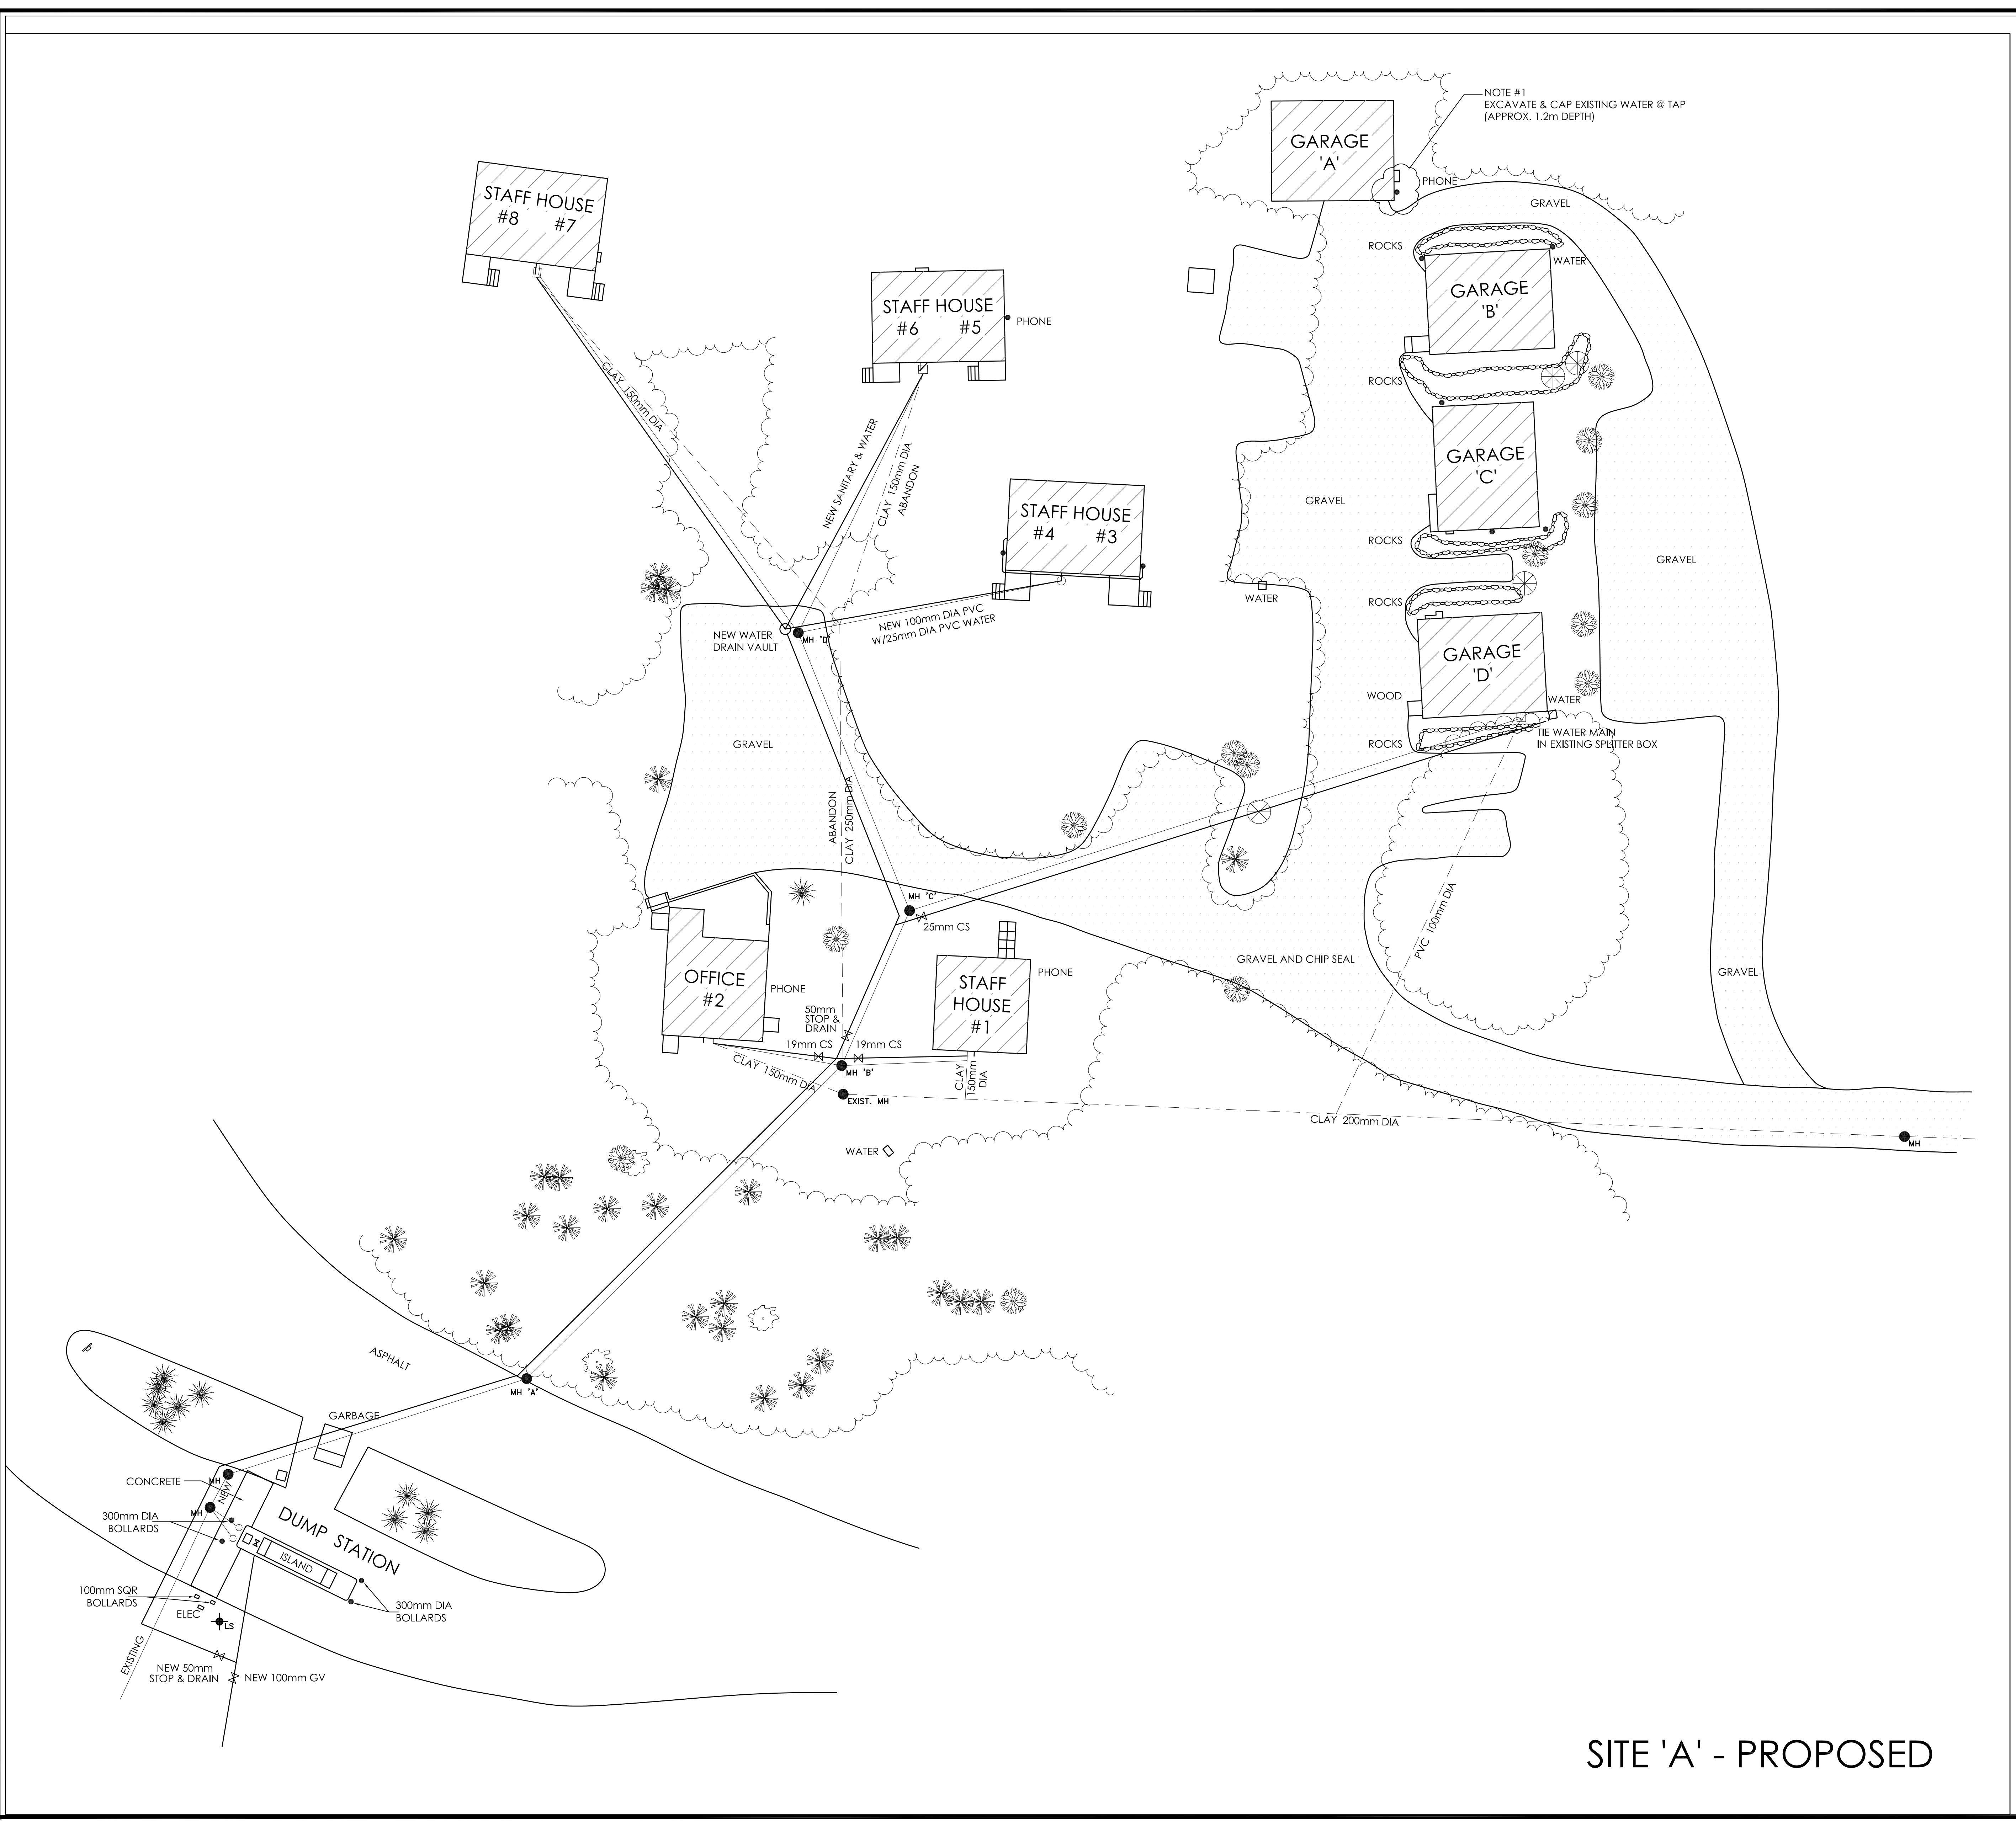 NOTE #1
EXCAVATE & CAP EXISTING WATER @ TAP
(APPROX. 1.2m DEPTH)
GARAGE
'A'
PHONE
GRAVEL
STAFF HOUSE
#8 #7
ROCKS
WATER
GARAGE
'B'
STAFF HOUSE
#6 #5
PHONE
CLAY 150mm DIA
ROCKS
NEW SANITARY & WATER
CLAY 150mm DIA
ABANDON
GARAGE
'C'
GRAVEL
STAFF HOUSE
#4 #3
ROCKS
GRAVEL
WATER
ROCKS
NEW 100mm DIA PVC
W/25mm DIA PVC WATER
NEW WATER
DRAIN VAULT
MH 'D'
GARAGE
'D'
WOOD
WATER
TIE WATER MAIN
IN EXISTING SPLITTER BOX
ROCKS
GRAVEL
ABANDON
CLAY 250mm DIA
MH 'C'
25mm CS
PVC 100mm DIA
GRAVEL AND CHIP SEAL
GRAVEL
OFFICE
#2
PHONE
STAFF
HOUSE
#1
PHONE
50mm
STOP &
DRAIN
19mm CS
19mm CS
CLAY 150mm DIA
MH 'B'
CLAY
150mm
DIA
EXIST. MH
CLAY 200mm DIA
MH
WATER
ASPHALT
MH 'A'
GARBAGE
CONCRETE
MH
NEW
MH
300mm DIA
BOLLARDS
DUMP STATION
ISLAND
100mm SQR
BOLLARDS
ELEC
LS
300mm DIA
BOLLARDS
EXISTING
NEW 50mm
STOP & DRAIN
NEW 100mm GV
SITE 'A' - PROPOSED